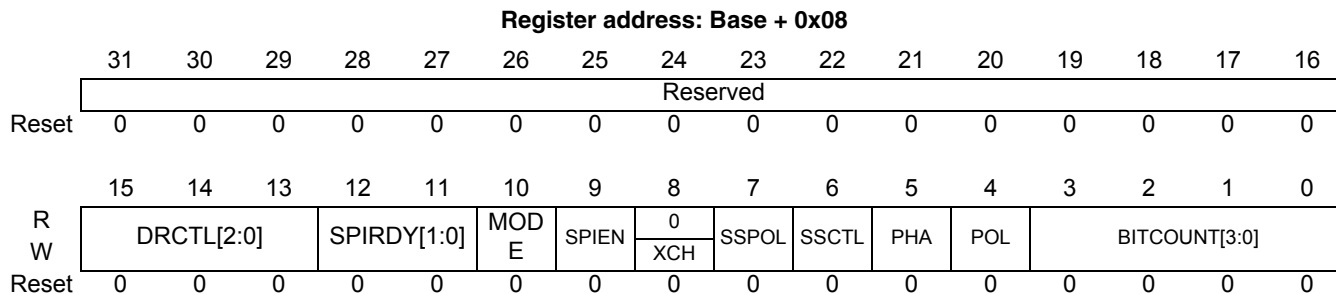 Register address: Base + 0x08
31 30 29 28 27 26 25 24 23 22 21 20 19 18 17 16
Reserved
Reset 0 0 0 0 0 0 0 0 0 0 0 0 0 0 0 0
15 14 13 12 11 10 9 8 7 6 5 4 3 2 1 0
R W DRCTL[2:0] SPIRDY[1:0] MOD E SPIEN 0 XCH SSPOL SSCTL PHA POL BITCOUNT[3:0]
Reset 0 0 0 0 0 0 0 0 0 0 0 0 0 0 0 0